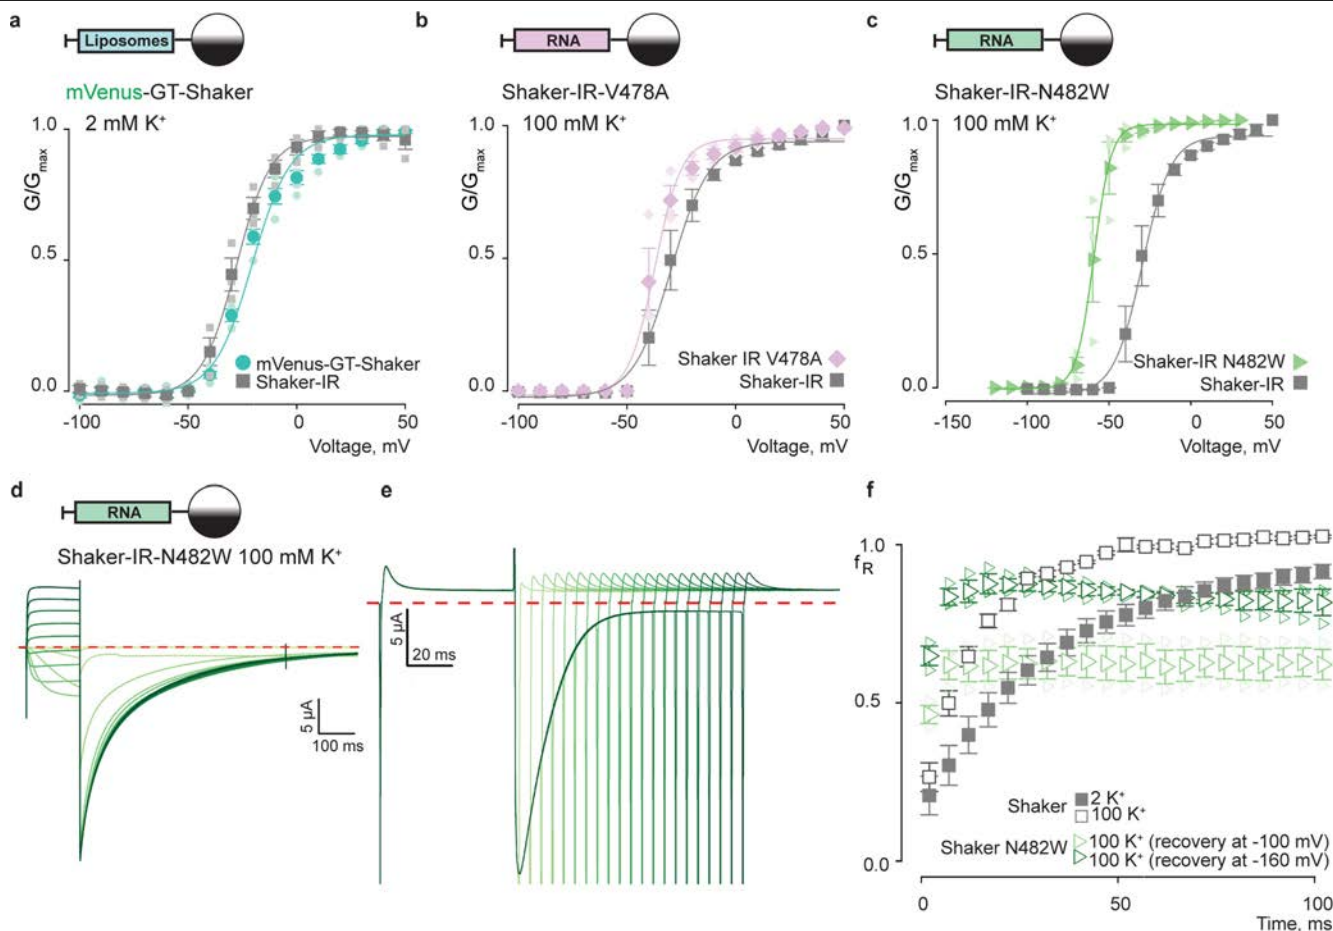 a
Liposomes
mVenus-GT-Shaker
2 mM K⁺
1.0
0.5
0.0
G/Gmax
mVenus-GT-Shaker
Shaker-IR
-100
-50
0
50
Voltage, mV
b
RNA
Shaker-IR-V478A
100 mM K⁺
1.0
0.5
0.0
G/Gmax
Shaker IR V478A
Shaker-IR
-100
-50
0
50
Voltage, mV
c
RNA
Shaker-IR-N482W
100 mM K⁺
1.0
0.5
0.0
G/Gmax
Shaker-IR N482W
Shaker-IR
-150
-100
-50
0
50
Voltage, mV
d
RNA
Shaker-IR-N482W 100 mM K⁺
5 µA
100 ms
e
5 µA
20 ms
f
fR
1.0
0.5
0.0
Shaker
2 K⁺
100 K⁺
Shaker N482W
100 K⁺ (recovery at -100 mV)
100 K⁺ (recovery at -160 mV)
0
50
100
Time, ms